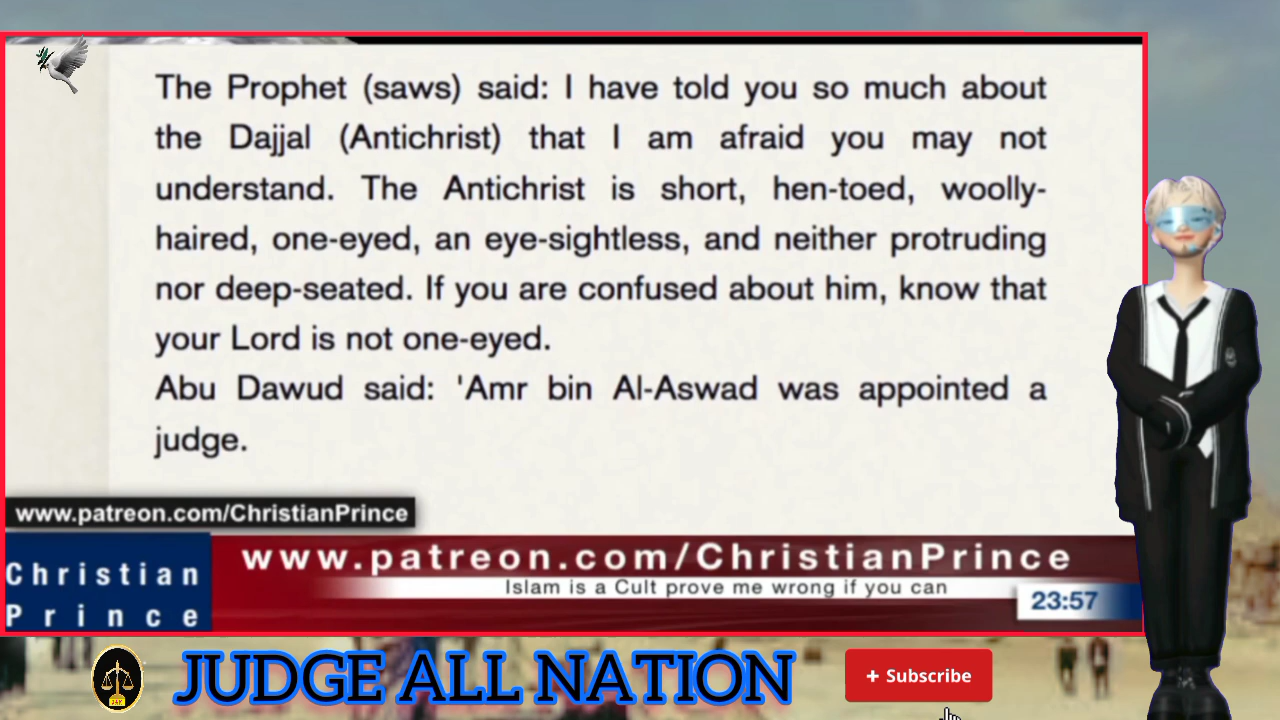 The Prophet (saws) said: I have told you so much about
the Dajjal (Antichrist) that I am afraid you may not
understand. The Antichrist is short, hen-toed, woolly-
haired, one-eyed, an eye-sightless, and neither protruding
nor deep-seated. If you are confused about him, know that
your Lord is not one-eyed.
Abu Dawud said: 'Amr bin Al-Aswad was appointed a
judge.
www.patreon.com/ChristianPrince
Christian
Prince
www.patreon.com/ChristianPrince
Islam is a Cult prove me wrong if you can
23:57
JUDGE ALL NATION
+ Subscribe